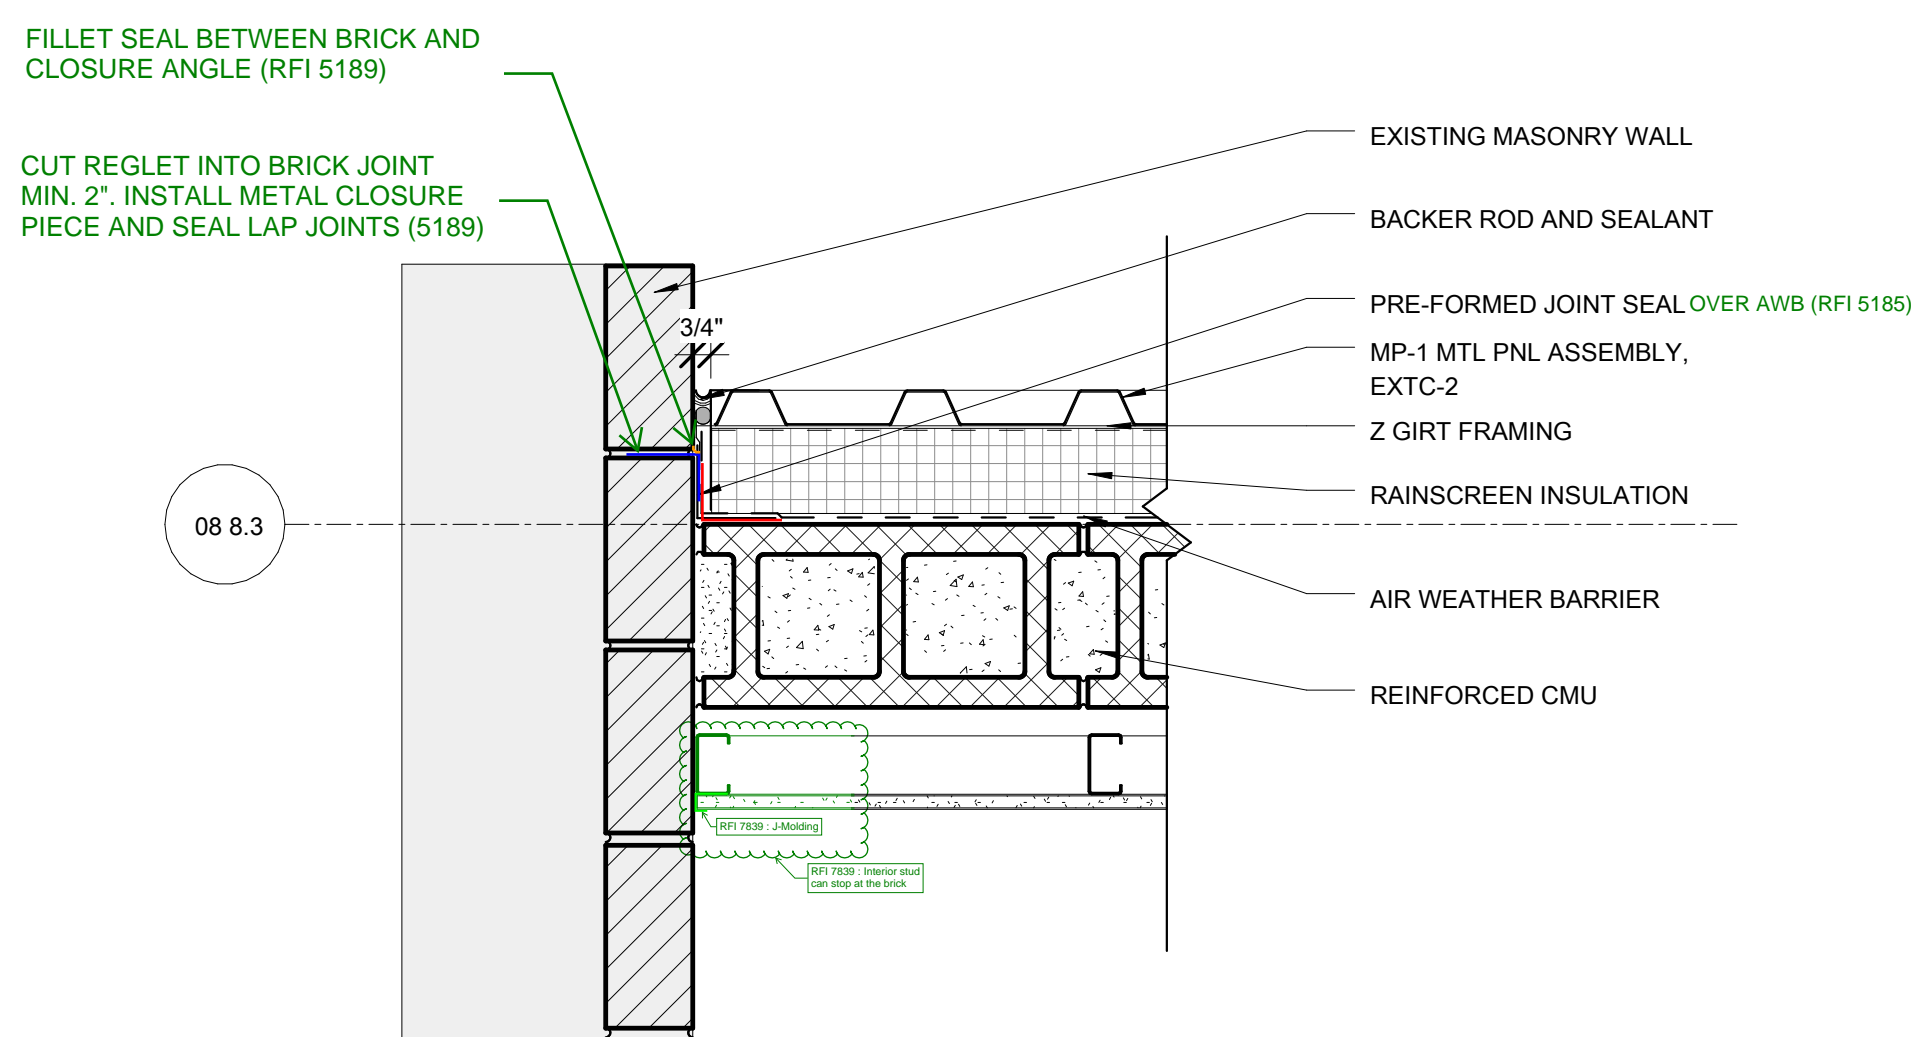 FILLET SEAL BETWEEN BRICK AND
CLOSURE ANGLE (RFI 5189)
CUT REGLET INTO BRICK JOINT
MIN. 2". INSTALL METAL CLOSURE
PIECE AND SEAL LAP JOINTS (5189)
3/4"
EXISTING MASONRY WALL
BACKER ROD AND SEALANT
PRE-FORMED JOINT SEAL OVER AWB (RFI 5185)
MP-1 MTL PNL ASSEMBLY,
EXTC-2
Z GIRT FRAMING
RAINSCREEN INSULATION
08 8.3
AIR WEATHER BARRIER
REINFORCED CMU
RFI 7839 : J-Molding
RFI 7839 : Interior stud
can stop at the brick